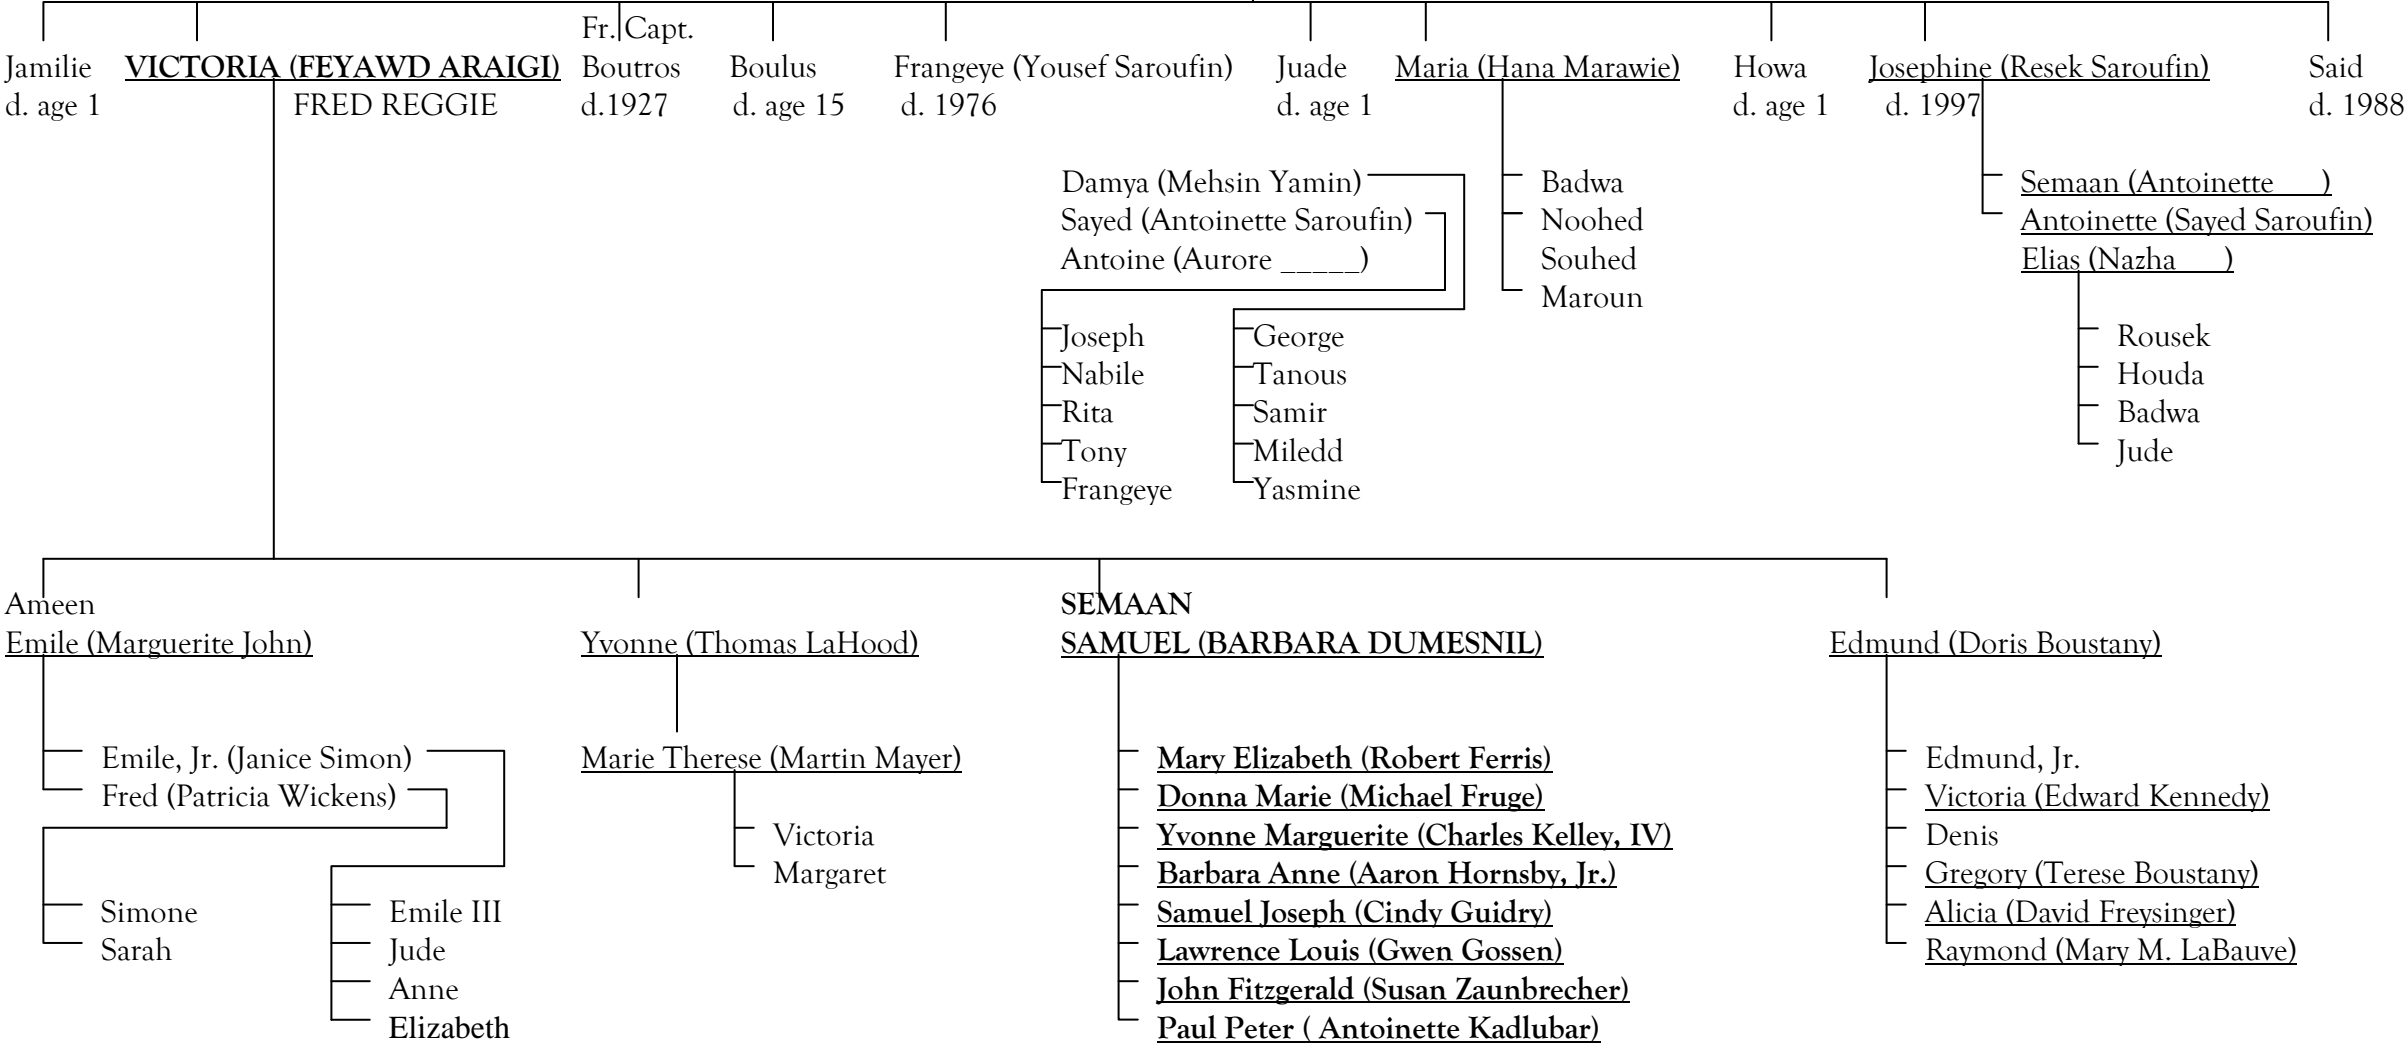 Fr. Capt.
Jamilie VICTORIA (FEYAWD ARAIGI) Boutros Boulus Frangeye (Yousef Saroufin) Juade Maria (Hana Marawie) Howa Josephine (Resek Saroufin) Said
d. age 1 FRED REGGIE d.1927 d. age 15 d. 1976 d. age 1 d. age 1 d. 1997 d. 1988
Damya (Mehsin Yamin) Badwa Semaan (Antoinette )
Sayed (Antoinette Saroufin) Noohed Antoinette (Sayed Saroufin)
Antoine (Aurore _____) Souhed Elias (Nazha )
Maroun
Joseph George Rousek
Nabile Tanous Houda
Rita Samir Badwa
Tony Miledd Jude
Frangeye Yasmine
Ameen SEMAAN
Emile (Marguerite John) Yvonne (Thomas LaHood) SAMUEL (BARBARA DUMESNIL) Edmund (Doris Boustany)
Emile, Jr. (Janice Simon) Marie Therese (Martin Mayer) Mary Elizabeth (Robert Ferris) Edmund, Jr.
Fred (Patricia Wickens) Donna Marie (Michael Fruge) Victoria (Edward Kennedy)
Victoria Yvonne Marguerite (Charles Kelley, IV) Denis
Margaret Barbara Anne (Aaron Hornsby, Jr.) Gregory (Terese Boustany)
Simone Emile III Samuel Joseph (Cindy Guidry) Alicia (David Freysinger)
Sarah Jude Lawrence Louis (Gwen Gossen) Raymond (Mary M. LaBauve)
Anne John Fitzgerald (Susan Zaunbrecher)
Elizabeth Paul Peter ( Antoinette Kadlubar)